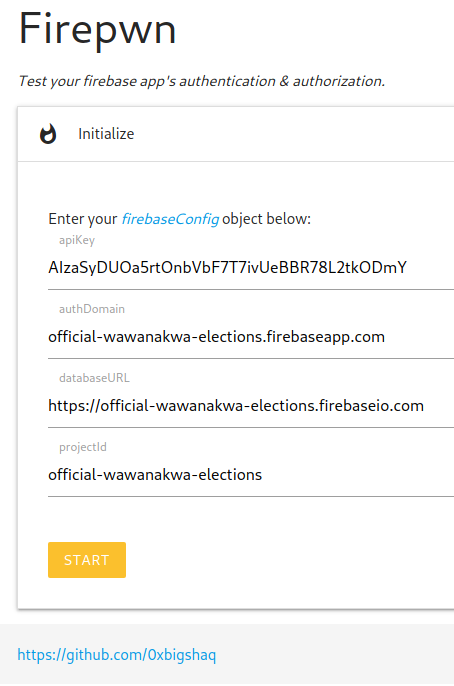 Firepwn
Test your firebase app's authentication & authorization.
Initialize
Enter your firebaseConfig object below:
apiKey
AIzaSyDUOa5rtOnbVbF7T7ivUeBBR78L2tkODmY
authDomain
official-wawanakwa-elections.firebaseapp.com
databaseURL
https://official-wawanakwa-elections.firebaseio.com
projectId
official-wawanakwa-elections
START
https://github.com/0xbigshaq